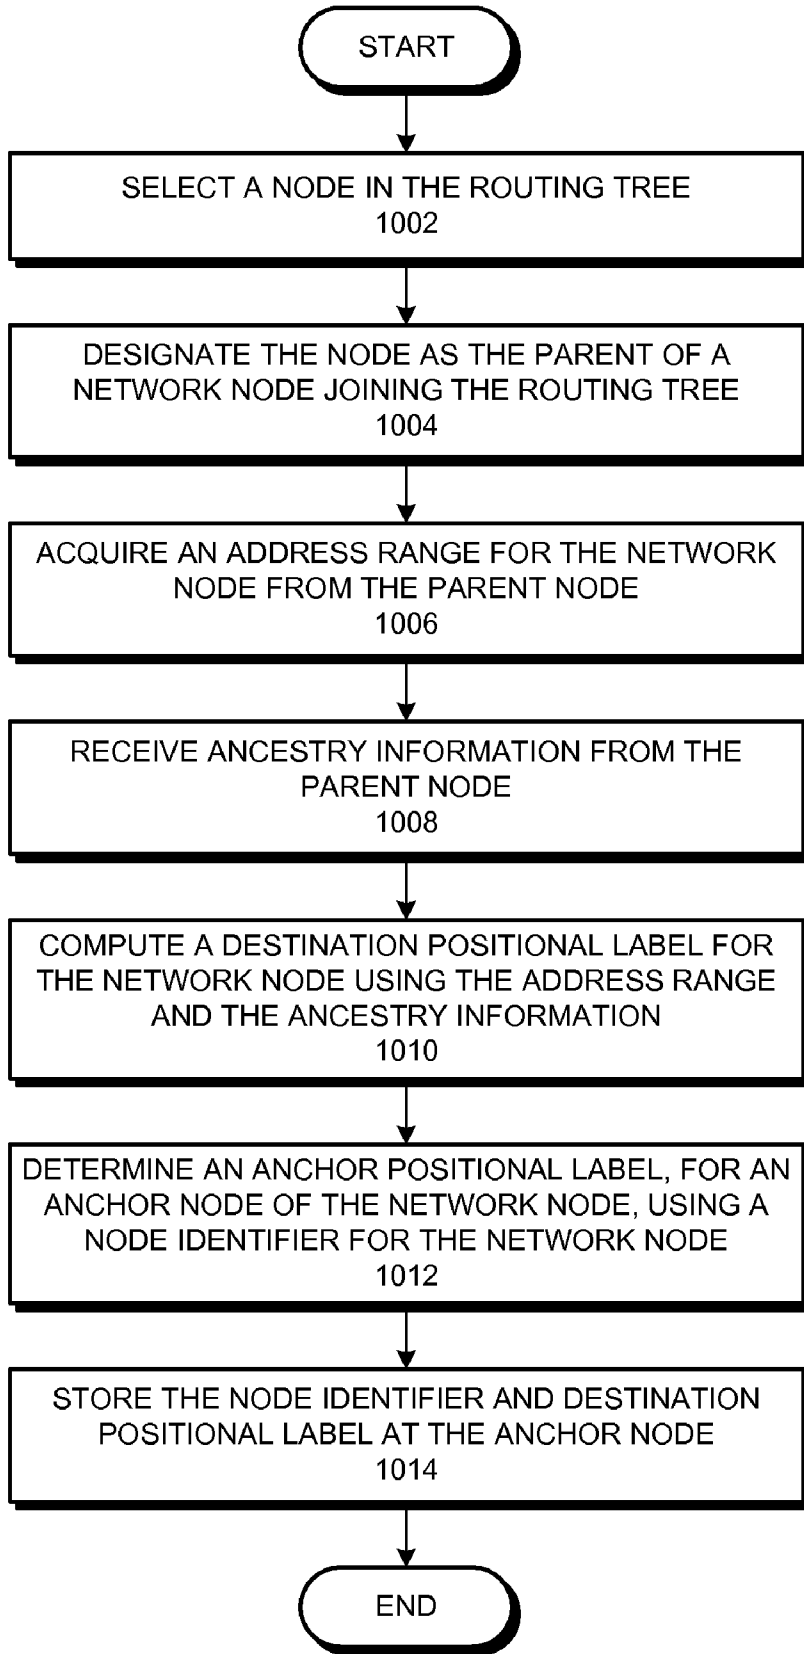 START
SELECT A NODE IN THE ROUTING TREE
1002
DESIGNATE THE NODE AS THE PARENT OF A
NETWORK NODE JOINING THE ROUTING TREE
1004
ACQUIRE AN ADDRESS RANGE FOR THE NETWORK
NODE FROM THE PARENT NODE
1006
RECEIVE ANCESTRY INFORMATION FROM THE
PARENT NODE
1008
COMPUTE A DESTINATION POSITIONAL LABEL FOR
THE NETWORK NODE USING THE ADDRESS RANGE
AND THE ANCESTRY INFORMATION
1010
DETERMINE AN ANCHOR POSITIONAL LABEL, FOR AN
ANCHOR NODE OF THE NETWORK NODE, USING A
NODE IDENTIFIER FOR THE NETWORK NODE
1012
STORE THE NODE IDENTIFIER AND DESTINATION
POSITIONAL LABEL AT THE ANCHOR NODE
1014
END